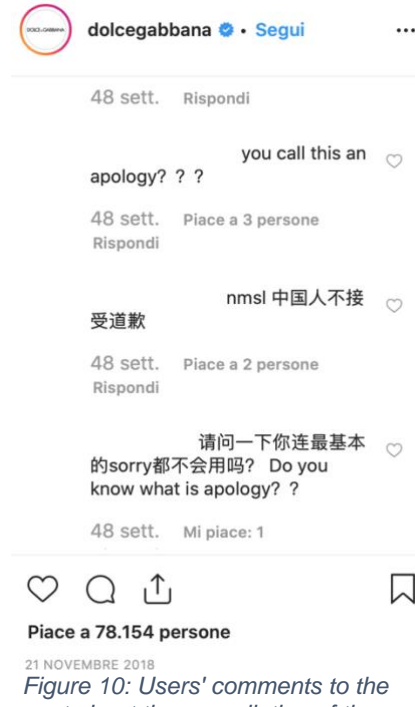 dolcegabbana • Segui
48 sett. Rispondi
you call this an
apology? ? ?
48 sett. Piace a 3 persone
Rispondi
nmsl 中国人不接
受道歉
48 sett. Piace a 2 persone
Rispondi
请问一下你连最基本
的sorry都不会用吗? Do you
know what is apology? ?
48 sett. Mi piace: 1
Piace a 78.154 persone
21 NOVEMBRE 2018
Figure 10: Users' comments to the